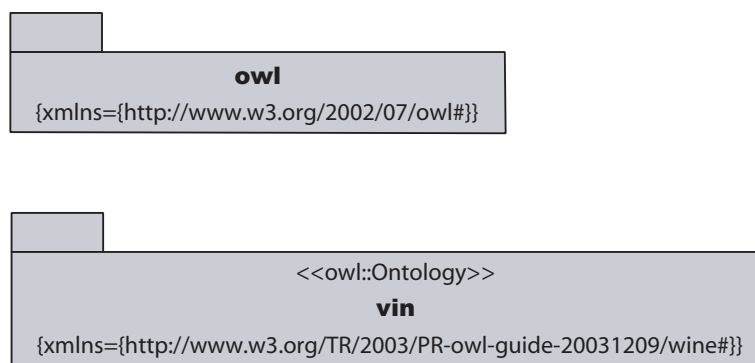 owl
{xmlns={http://www.w3.org/2002/07/owl#}}
<<owl::Ontology>>
vin
{xmlns={http://www.w3.org/TR/2003/PR-owl-guide-20031209/wine#}}